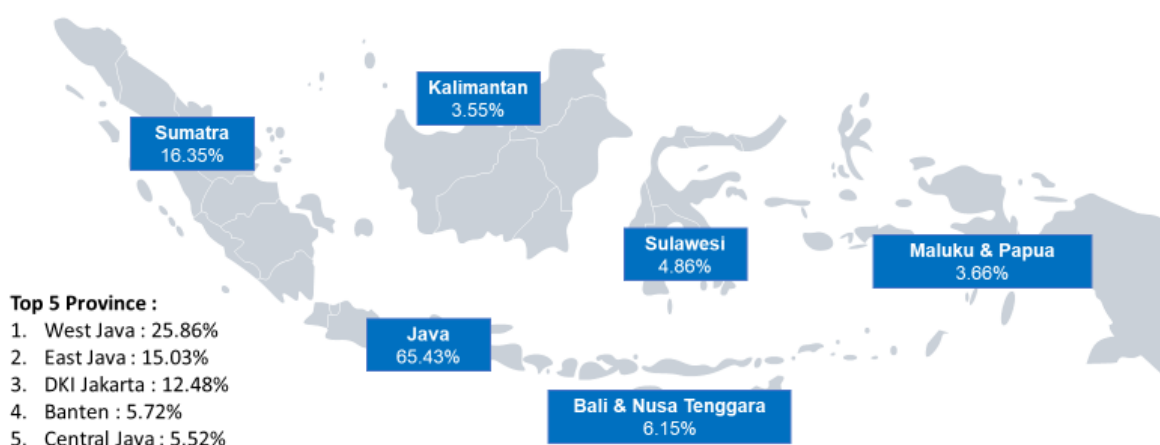 Kalimantan
3.55%
Sumatra
16.35%
Sulawesi
4.86%
Maluku & Papua
3.66%
Java
65.43%
Bali & Nusa Tenggara
6.15%
Top 5 Province :
1. West Java : 25.86%
2. East Java : 15.03%
3. DKI Jakarta : 12.48%
4. Banten : 5.72%
5. Central Java : 5.52%